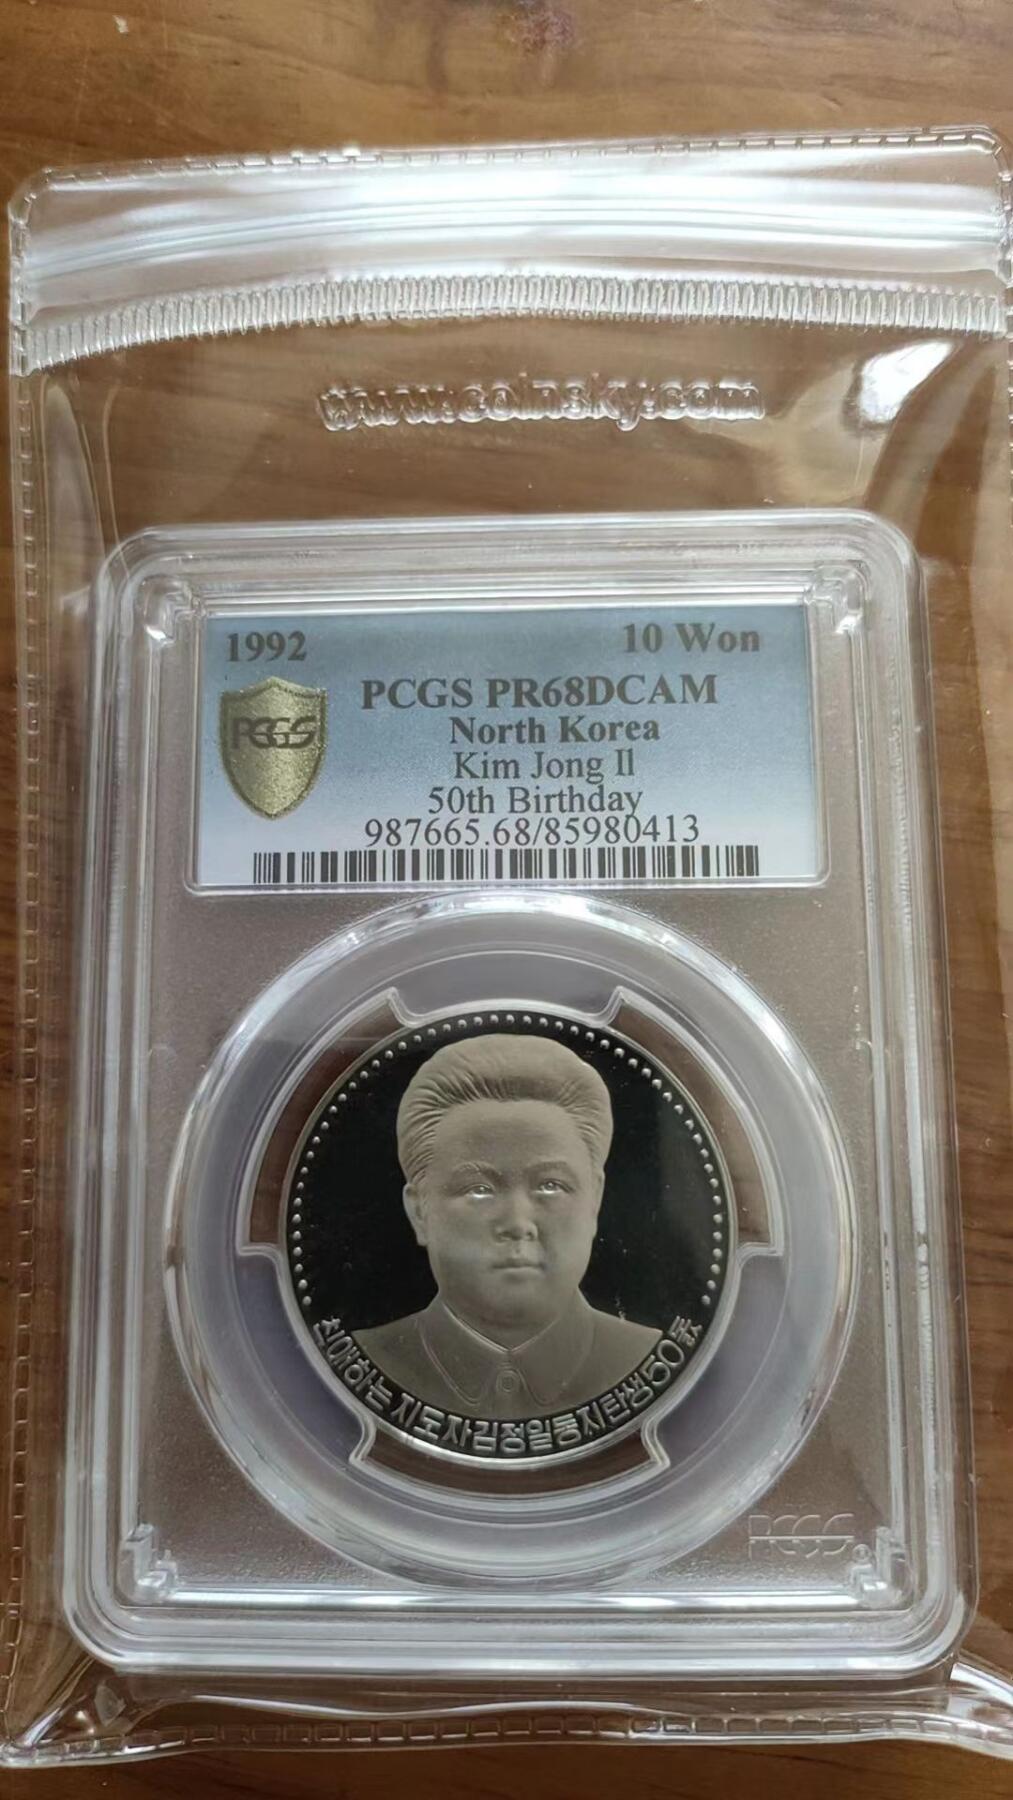 www.coinsky.com
1992 10 Won
PCGS PR68DCAM
PCGS
North Korea
Kim Jong Il
50th Birthday
987665.68/85980413
친애하는 지도자 김정일동지 탄생 50돐
PCGS